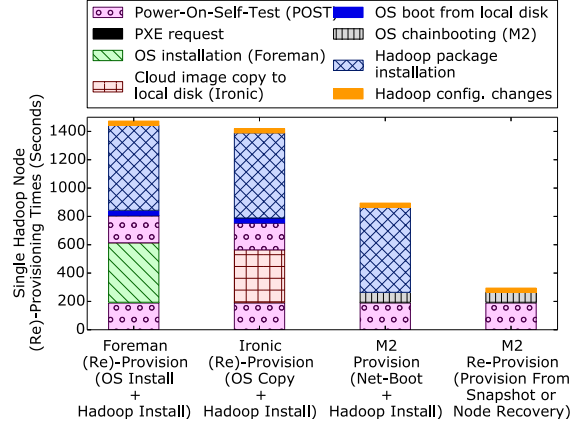 Power-On-Self-Test (POST)
PXE request
OS installation (Foreman)
Cloud image copy to
local disk (Ironic)
OS boot from local disk
OS chainbooting (M2)
Hadoop package
installation
Hadoop config. changes
Single Hadoop Node
(Re)-Provisioning Times (Seconds)
1400
1200
1000
800
600
400
200
0
Foreman
(Re)-Provision
(OS Install
+
Hadoop Install)
Ironic
(Re)-Provision
(OS Copy
+
Hadoop Install)
M2
Provision
(Net-Boot
+
Hadoop Install)
M2
Re-Provision
(Provision From
Snapshot or
Node Recovery)